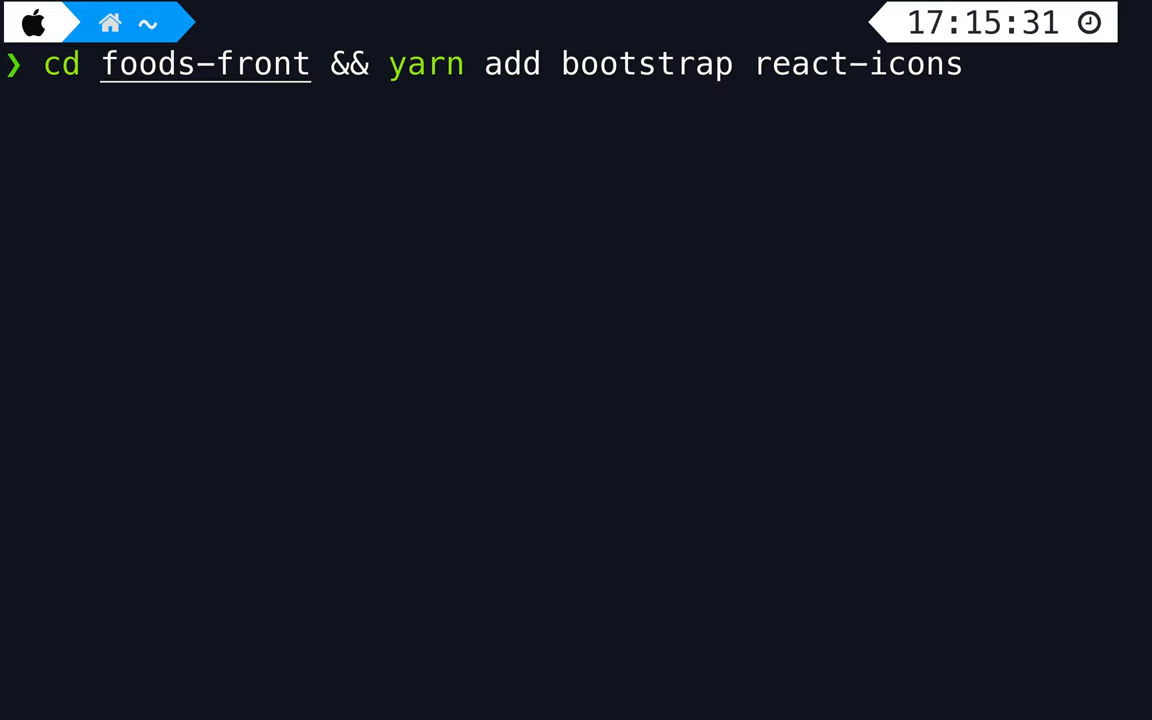 ~ 17:15:31
❯ cd foods-front && yarn add bootstrap react-icons